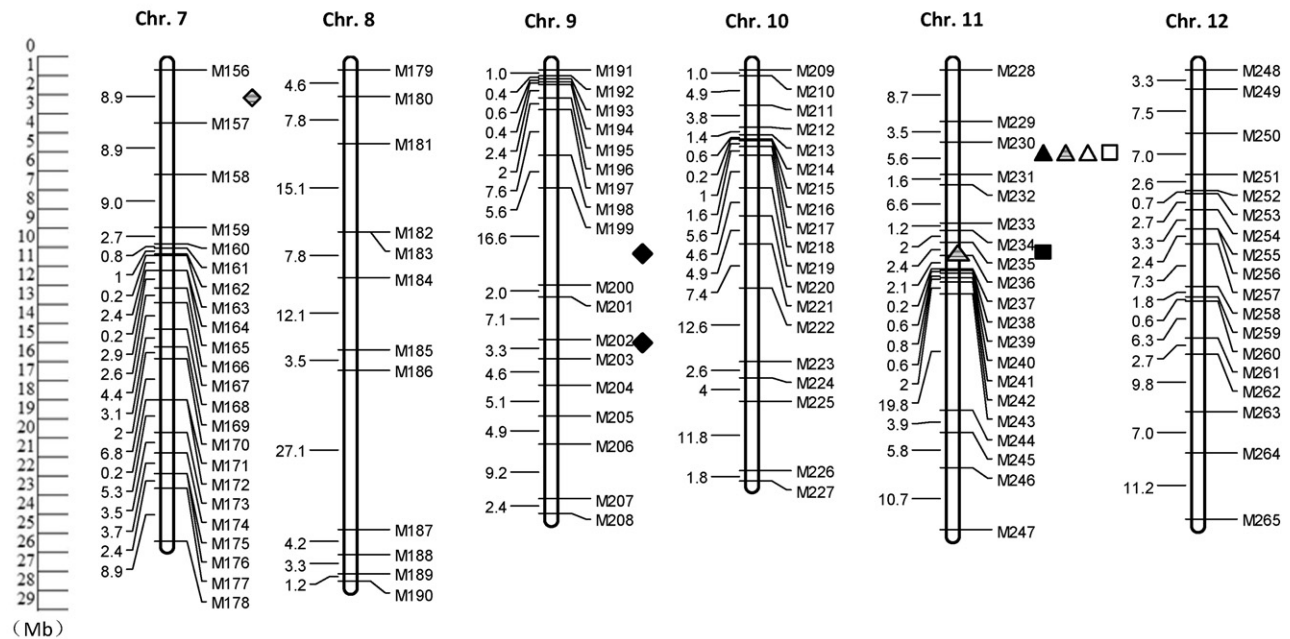 Chr. 7
Chr. 8
Chr. 9
Chr. 10
Chr. 11
Chr. 12
0
1
2
3
4
5
6
7
8
9
10
11
12
13
14
15
16
17
18
19
20
21
22
23
24
25
26
27
28
29
(Mb)
8.9
8.9
9.0
2.7
0.8
1
0.2
2.4
0.2
2.9
2.6
4.4
3.1
2
6.8
0.2
5.3
3.5
3.7
2.4
8.9
M156
M157
M158
M159
M160
M161
M162
M163
M164
M165
M166
M167
M168
M169
M170
M171
M172
M173
M174
M175
M176
M177
M178
4.6
7.8
15.1
7.8
12.1
3.5
27.1
4.2
3.3
1.2
M179
M180
M181
M182
M183
M184
M185
M186
M187
M188
M189
M190
1.0
0.4
0.6
0.4
2.4
2
7.6
5.6
16.6
2.0
7.1
3.3
4.6
5.1
4.9
9.2
2.4
M191
M192
M193
M194
M195
M196
M197
M198
M199
M200
M201
M202
M203
M204
M205
M206
M207
M208
1.0
4.9
3.8
1.4
0.6
0.2
1
1.6
5.6
4.6
4.9
7.4
12.6
2.6
4
11.8
1.8
M209
M210
M211
M212
M213
M214
M215
M216
M217
M218
M219
M220
M221
M222
M223
M224
M225
M226
M227
8.7
3.5
5.6
1.6
6.6
1.2
2
2.4
2.1
0.2
0.6
0.8
0.6
2
19.8
3.9
5.8
10.7
M228
M229
M230
M231
M232
M233
M234
M235
M236
M237
M238
M239
M240
M241
M242
M243
M244
M245
M246
M247
3.3
7.5
7.0
2.6
0.7
2.7
3.3
2.4
7.3
1.8
0.6
6.3
2.7
9.8
7.0
11.2
M248
M249
M250
M251
M252
M253
M254
M255
M256
M257
M258
M259
M260
M261
M262
M263
M264
M265